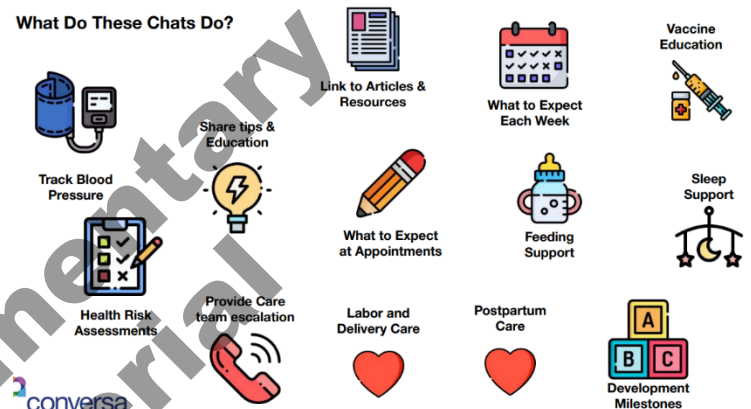 What Do These Chats Do?
Link to Articles &
Resources
What to Expect
Each Week
Vaccine
Education
Track Blood
Pressure
Share tips &
Education
What to Expect
at Appointments
Feeding
Support
Sleep
Support
Health Risk
Assessments
Provide Care
team escalation
Labor and
Delivery Care
Postpartum
Care
A
B
C
Development
Milestones
conversa